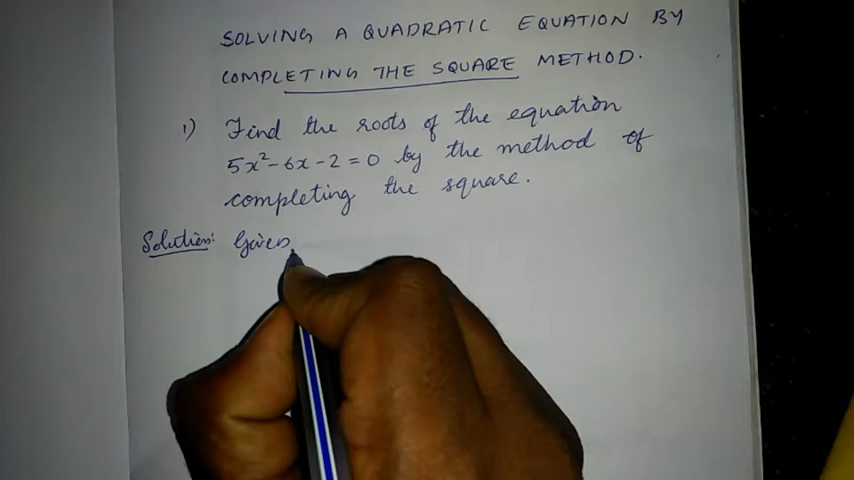 SOLVING A QUADRATIC EQUATION BY
COMPLETING THE SQUARE METHOD.
1) Find the roots of the equation
5x²-6x-2=0 by the method of
completing the square.
Solution: Given